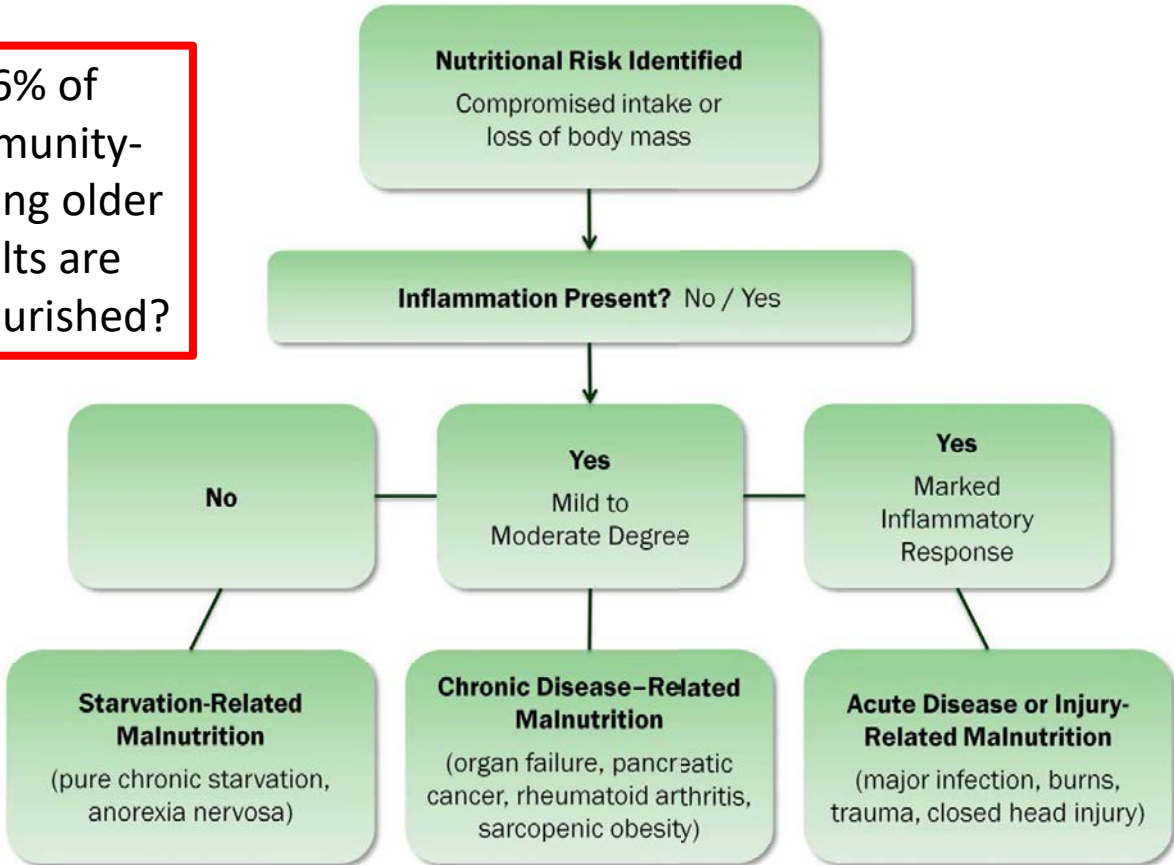 6% of
munity-
ng older
lts are
urished?
Nutritional Risk Identified
Compromised intake or
loss of body mass
Inflammation Present? No / Yes
No
Yes
Mild to
Moderate Degree
Yes
Marked
Inflammatory
Response
Starvation-Related
Malnutrition
(pure chronic starvation,
anorexia nervosa)
Chronic Disease–Related
Malnutrition
(organ failure, pancreatic
cancer, rheumatoid arthritis,
sarcopenic obesity)
Acute Disease or Injury-
Related Malnutrition
(major infection, burns,
trauma, closed head injury)